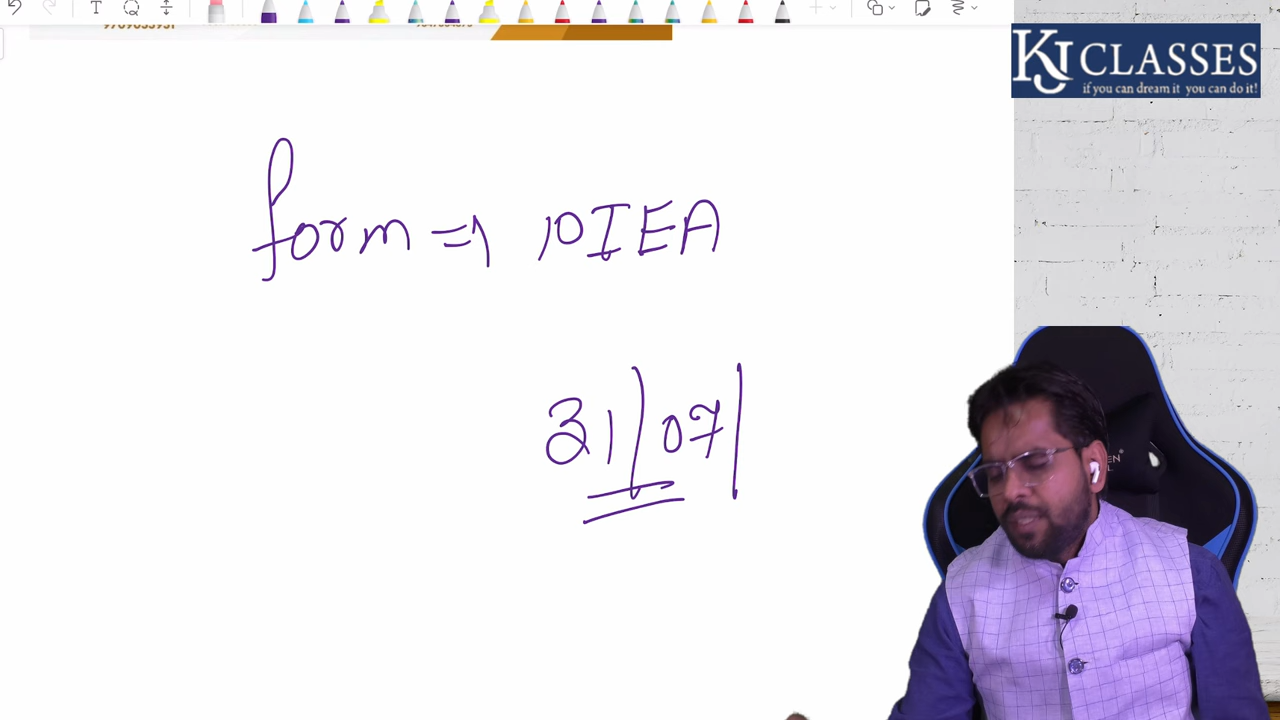 KJ CLASSES
if you can dream it you can do it!
form ⇒ 10IEA
31/07/